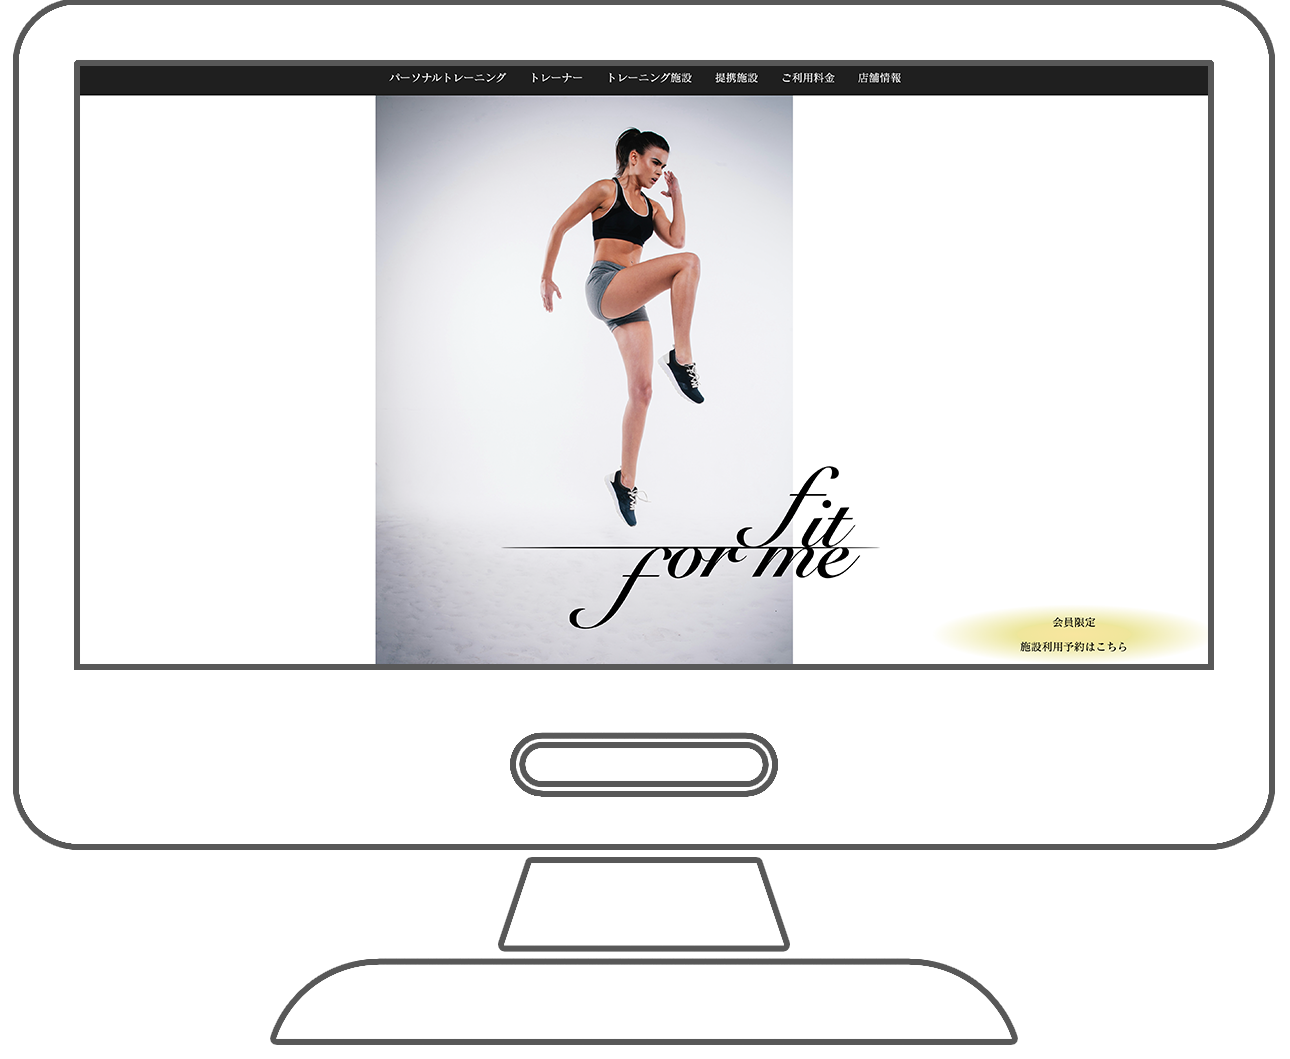 パーソナルトレーニング トレーナー トレーニング施設 提携施設 ご利用料金 店舗情報
fit
for me
会員限定
施設利用予約はこちら